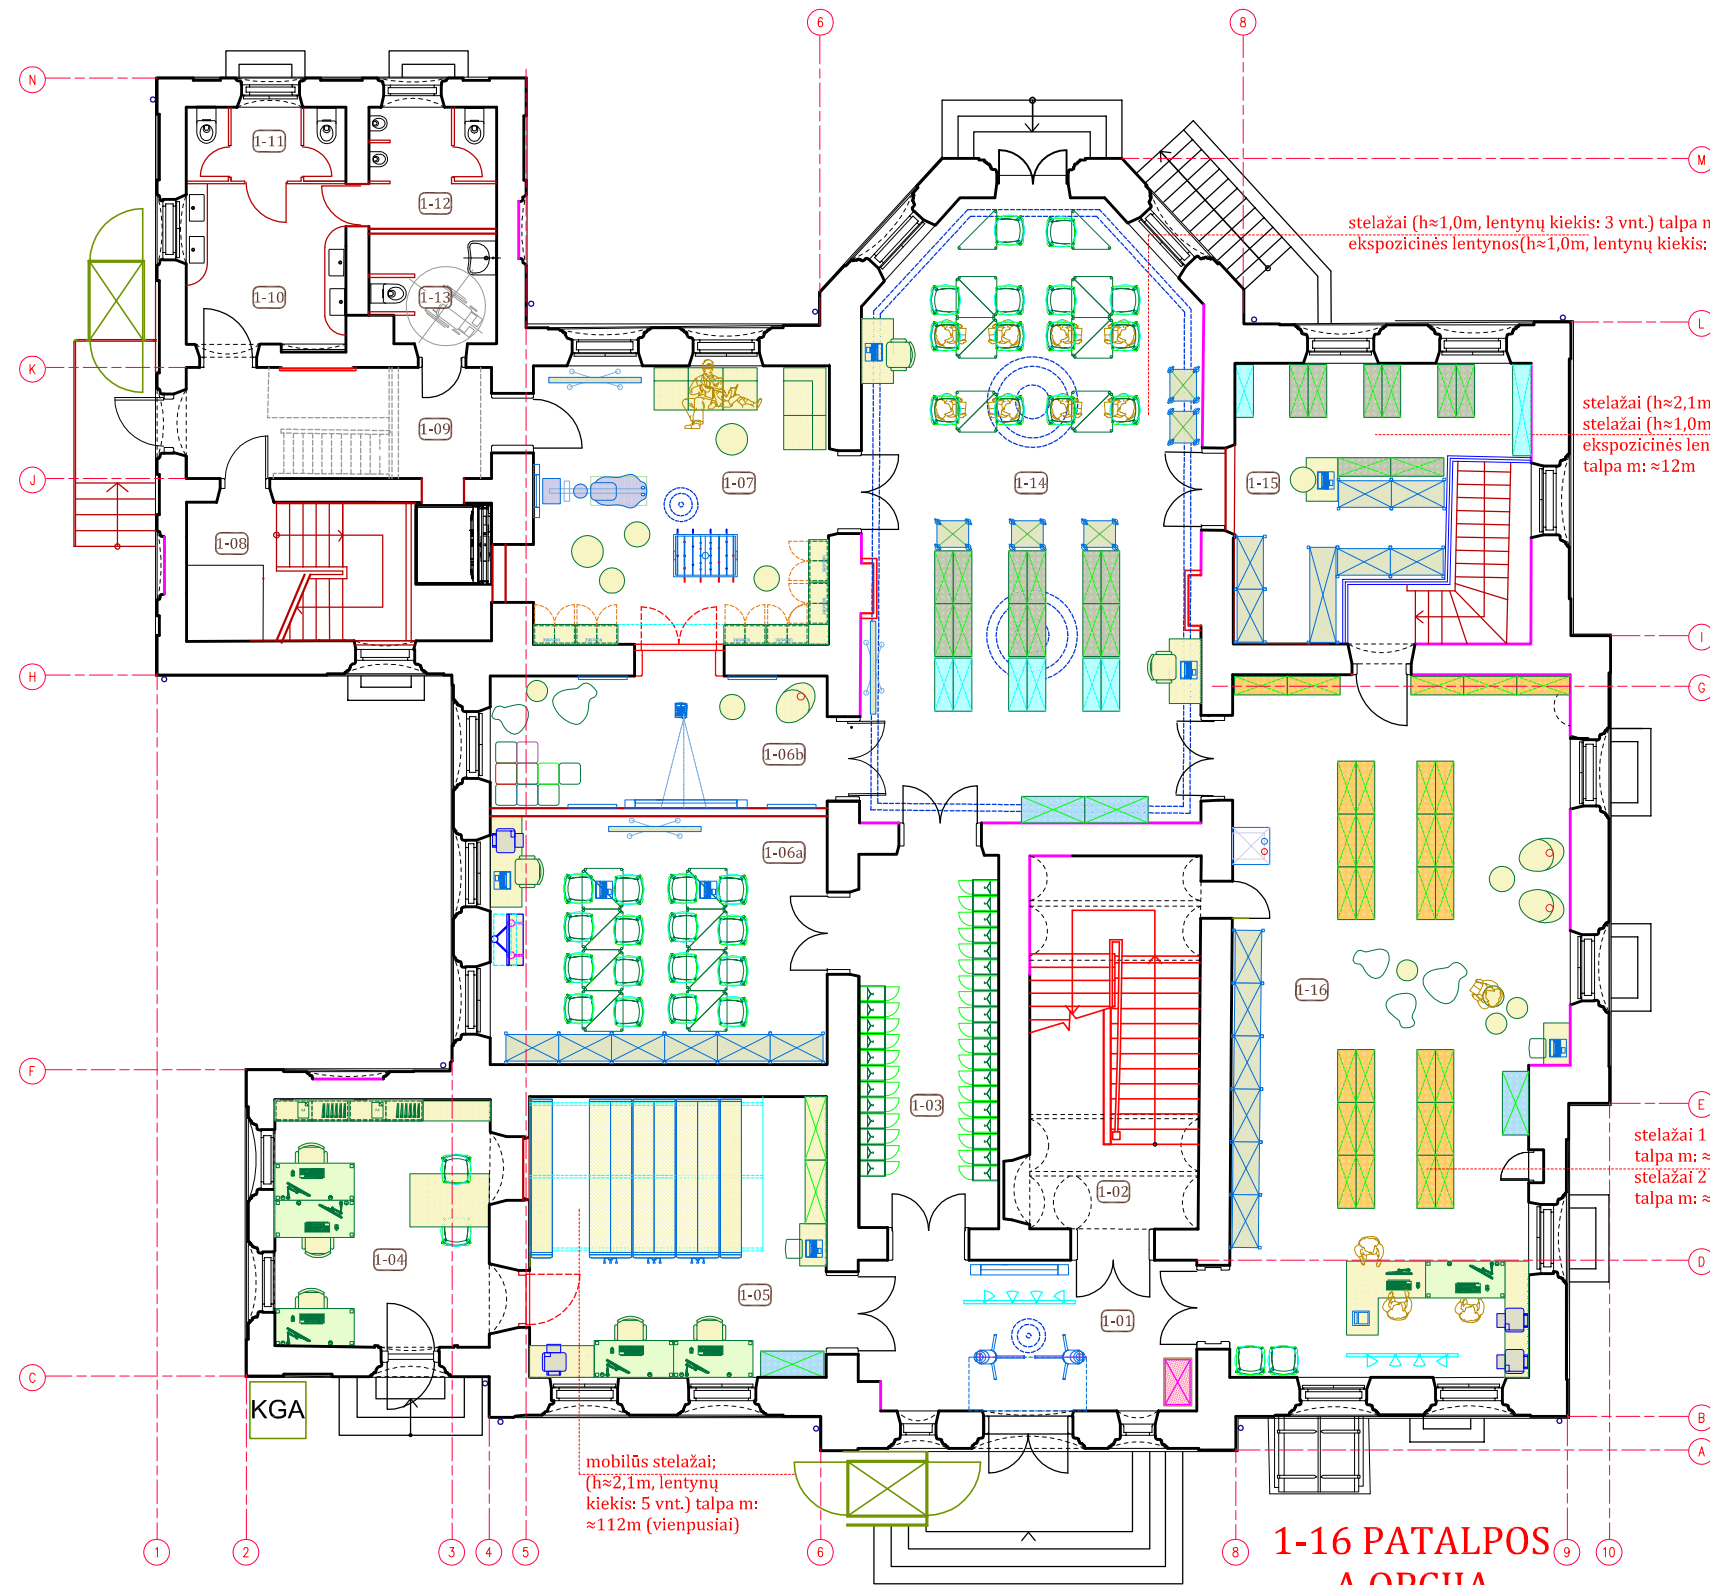 6
8
N
M
1-11
1-12
stelažai (h≈1,0m, lentynų kiekis: 3 vnt.) talpa m
ekspozicinės lentynos(h≈1,0m, lentynų kiekis:
1-10
1-13
L
K
stelažai (h≈2,1m
stelažai (h≈1,0m
ekspozicinės len
talpa m: ≈12m
1-09
J
1-07
1-14
1-15
1-08
I
H
G
1-06b
1-06a
1-16
F
1-03
E
stelažai 1
talpa m: ≈
stelažai 2
talpa m: ≈
1-02
1-04
D
1-05
1-01
C
KGA
B
A
mobilūs stelažai;
(h≈2,1m, lentynų
kiekis: 5 vnt.) talpa m:
≈112m (vienpusiai)
1
2
3
4
5
6
8
9
10
1-16 PATALPOS
A OPCIJA